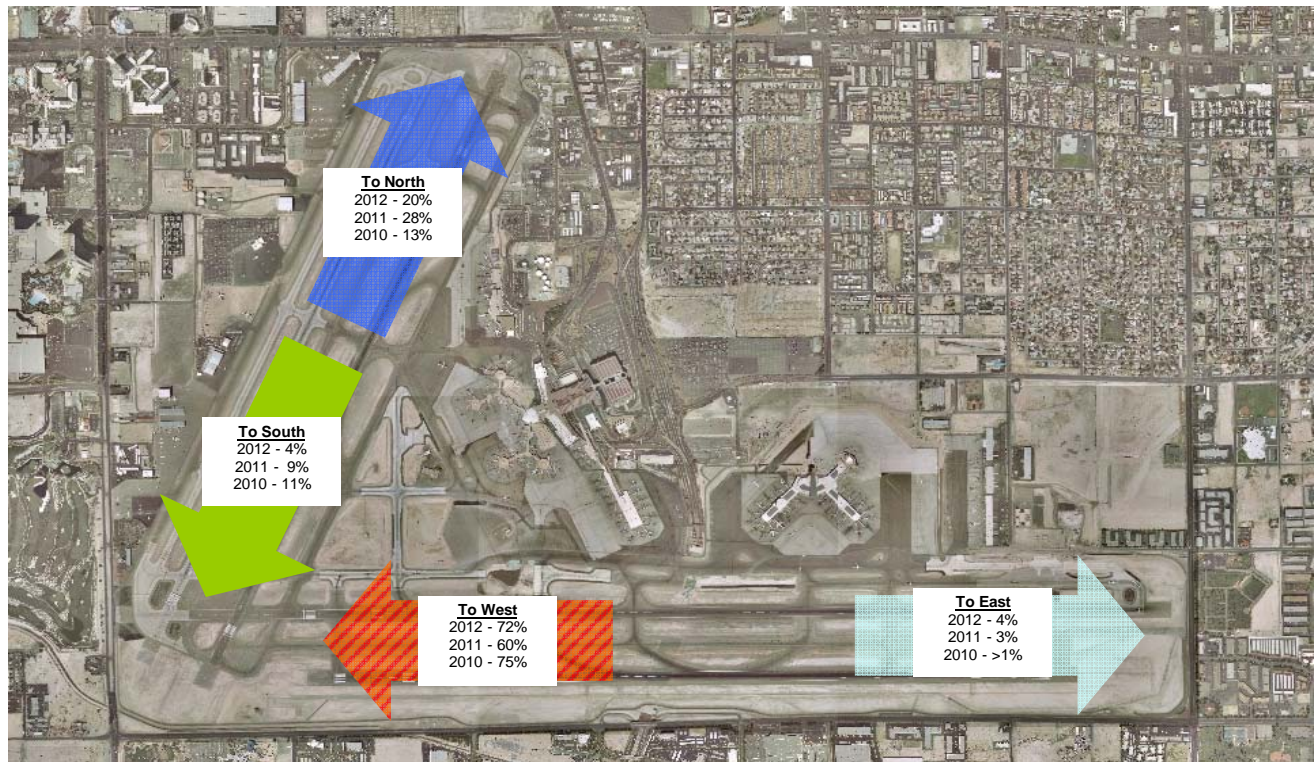 To North
2012 - 20%
2011 - 28%
2010 - 13%
To South
2012 - 4%
2011 -  9%
2010 - 11%
To West
2012 - 72%
2011 - 60%
2010 - 75%
To East
2012 - 4%
2011 - 3%
2010 - >1%